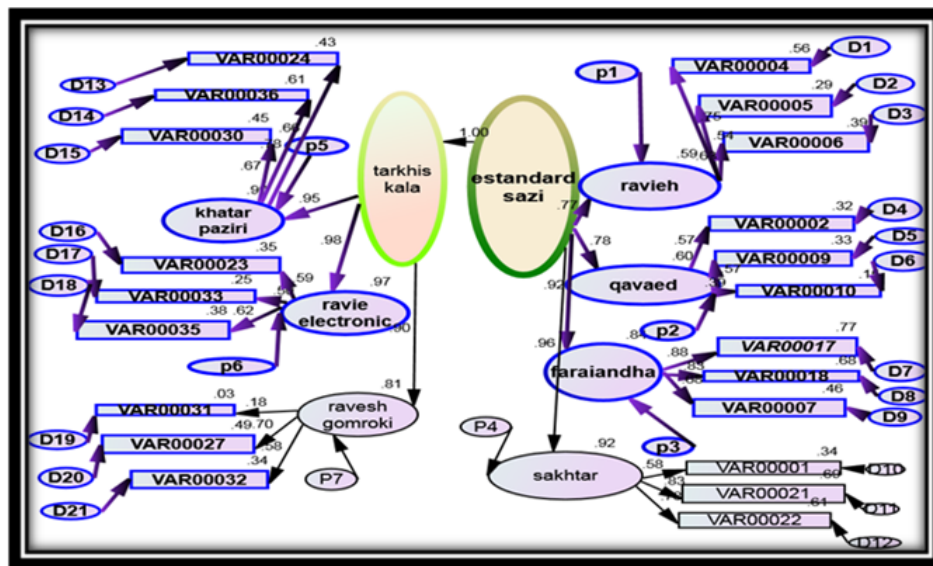 .43
VAR00024
D13
.61
VAR00036
D14
.45
VAR00030
D15
.67
p5
.95
khatar
paziri
tarkhis
kala
1.00
estandard
sazi
p1
.56
D1
VAR00004
.29
D2
VAR00005
.39
D3
VAR00006
.59
ravieh
.77
.78
.32
D4
VAR00002
.57
.33
D5
VAR00009
.60
D6
VAR00010
qavaed
p2
.92
.96
D16
D17
D18
.35
VAR00023
.59
.25
VAR00033
.38
.62
VAR00035
.98
.97
ravie
electronic
p6
.77
VAR00017
D7
.88
.68
VAR00018
D8
.83
.46
VAR00007
D9
faraiandha
p3
.81
ravesh
gomroki
.03
VAR00031
.18
D19
.49
.70
VAR00027
D20
.58
.34
VAR00032
D21
P7
P4
.92
sakhtar
.58
.34
VAR00001
D10
.83
VAR00021
D11
.61
VAR00022
D12